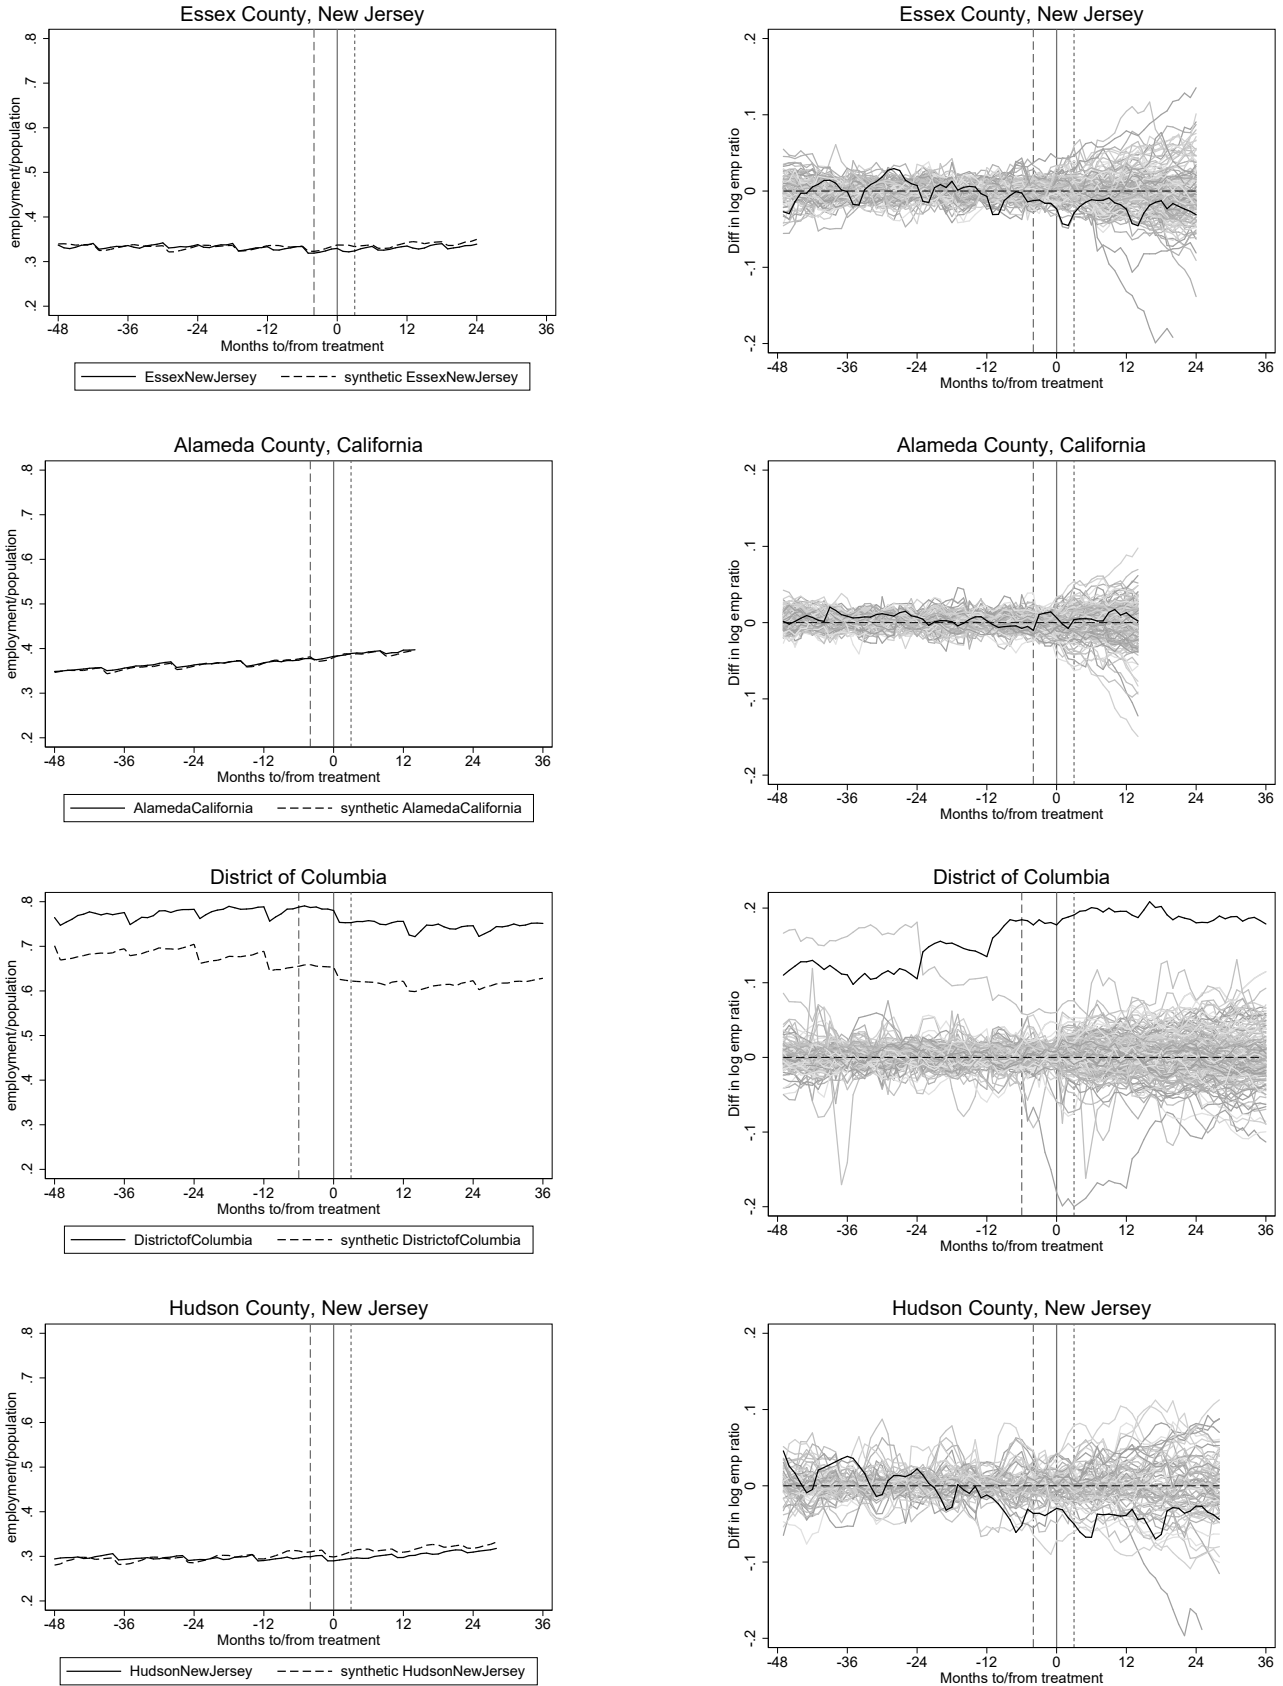 Essex County, New Jersey
employment/population
.2 .3 .4 .5 .6 .7 .8
-48 -36 -24 -12 0 12 24 36
Months to/from treatment
EssexNewJersey synthetic EssexNewJersey
Essex County, New Jersey
Diff in log emp ratio
-.2 -.1 0 .1 .2
-48 -36 -24 -12 0 12 24 36
Months to/from treatment
Alameda County, California
employment/population
.2 .3 .4 .5 .6 .7 .8
-48 -36 -24 -12 0 12 24 36
Months to/from treatment
AlamedaCalifornia synthetic AlamedaCalifornia
Alameda County, California
Diff in log emp ratio
-.2 -.1 0 .1 .2
-48 -36 -24 -12 0 12 24 36
Months to/from treatment
District of Columbia
employment/population
.2 .3 .4 .5 .6 .7 .8
-48 -36 -24 -12 0 12 24 36
Months to/from treatment
DistrictofColumbia synthetic DistrictofColumbia
District of Columbia
Diff in log emp ratio
-.2 -.1 0 .1 .2
-48 -36 -24 -12 0 12 24 36
Months to/from treatment
Hudson County, New Jersey
employment/population
.2 .3 .4 .5 .6 .7 .8
-48 -36 -24 -12 0 12 24 36
Months to/from treatment
HudsonNewJersey synthetic HudsonNewJersey
Hudson County, New Jersey
Diff in log emp ratio
-.2 -.1 0 .1 .2
-48 -36 -24 -12 0 12 24 36
Months to/from treatment